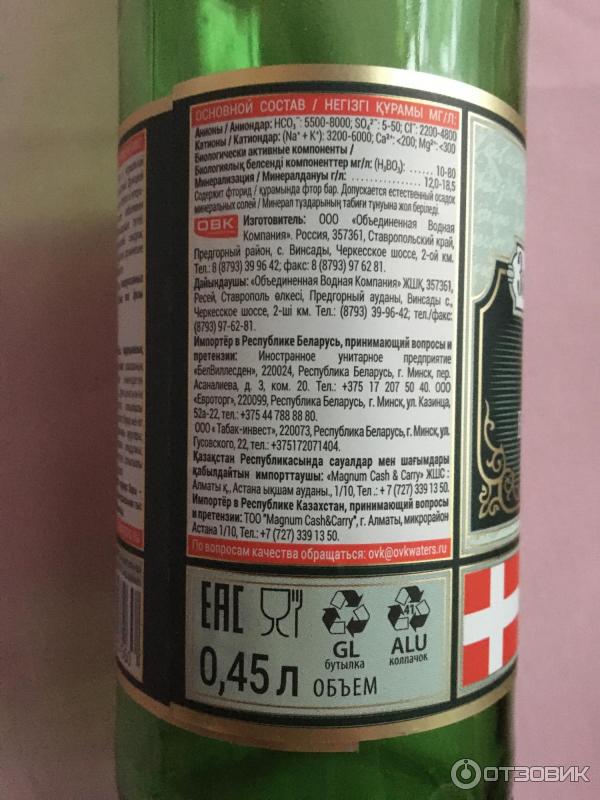 ОСНОВНОЙ СОСТАВ / НЕГІЗГІ ҚҰРАМЫ МГ/Л:
Анионы / Аниондар: HCO₃⁻: 5500-8000; SO₄²⁻: 5-50; Cl⁻: 2200-4800
Катионы / Катиондар: (Na⁺ + K⁺): 3200-6000; Ca²⁺: <200; Mg²⁺: <300
Биологически активные компоненты /
Биологиялық белсенді компоненттер мг/л: (H₃BO₃): ...... 10-80
Минерализация / Минералдануы г/л: ........................ 12,0-18,5
Содержит фторид / құрамында фтор бар. Допускается естественный осадок
минеральных солей / Минерал тұздарының табиғи тұнуына жол беріледі.
ОВК Изготовитель: ООО «Объединенная Водная
Компания». Россия, 357361, Ставропольский край,
Предгорный район, с. Винсады, Черкесское шоссе, 2-ой км.
Тел.: 8 (8793) 39 96 42; факс: 8 (8793) 97 62 81.
Дайындаушы: «Объединенная Водная Компания» ЖШҚ, 357361,
Ресей, Ставрополь өлкесі, Предгорный ауданы, Винсады с.,
Черкесское шоссе, 2-ші км. Тел.: (8793) 39-96-42; тел./факс:
(8793) 97-62-81.
Импортёр в Республике Беларусь, принимающий вопросы и
претензии: Иностранное унитарное предприятие
«БелВиллесден», 220024, Республика Беларусь, г. Минск, пер.
Асаналиева, д. 3, ком. 20. Тел.: +375 17 207 50 40. ООО
«Евроторг», 220099, Республика Беларусь, г. Минск, ул. Казинца,
52а-22, тел.: +375 44 788 88 80.
ООО « Табак-инвест», 220073, Республика Беларусь, г. Минск, ул.
Гусовского, 22, тел.: +375172071404.
Қазақстан Республикасында сауалдар мен шағымдары
қабылдайтын импорттаушы: «Magnum Cash & Carry» ЖШС :
Алматы қ., Астана ықшам ауданы., 1/10, Тел.: + 7 (727) 339 13 50.
Импортёр в Республике Казахстан, принимающий вопросы и
претензии: ТОО "Magnum Cash&Carry", г. Алматы, микрорайон
Астана 1/10, Тел.: +7 (727) 339 13 50.
По вопросам качества обращаться: ovk@ovkwaters.ru
EAC
GL
бутылка
41
ALU
колпачок
0,45 Л ОБЪЕМ
ОТЗОВИК